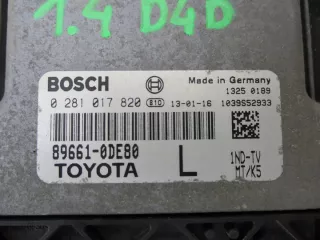 1.4 D4D
BOSCH
Made in Germany
1325 0189
0 281 017 820 S10 13-01-16 1039S52933
89661-0DE80
TOYOTA
L
1ND-TV
MT/K5